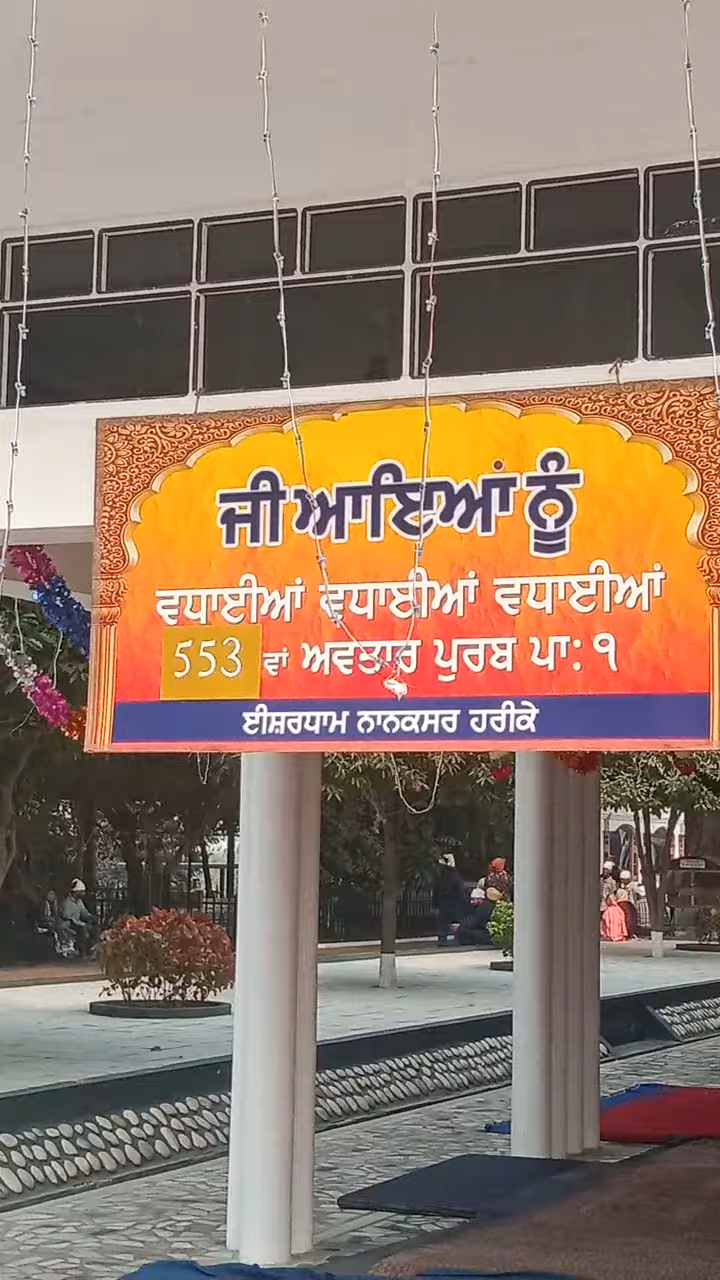 ਜੀ ਆਇਆਂ ਨੂੰ
ਵਧਾਈਆਂ ਵਧਾਈਆਂ ਵਧਾਈਆਂ
553 ਵਾਂ ਅਵਤਾਰ ਪੁਰਬ ਪਾ: ੧
ਈਸ਼ਰਧਾਮ ਨਾਨਕਸਰ ਹਰੀਕੇ